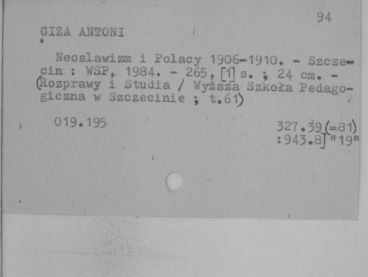 94
GIZA ANTONI
Neoslawizm i Polacy 1906-1910. - Szcze-
cin : WSP, 1984. - 265, [1] s. ; 24 cm. -
(Rozprawy i Studia / Wyższa Szkoła Pedago-
giczna w Szczecinie ; t.61)
019.195
327.39(=81)
:943.8]"19"